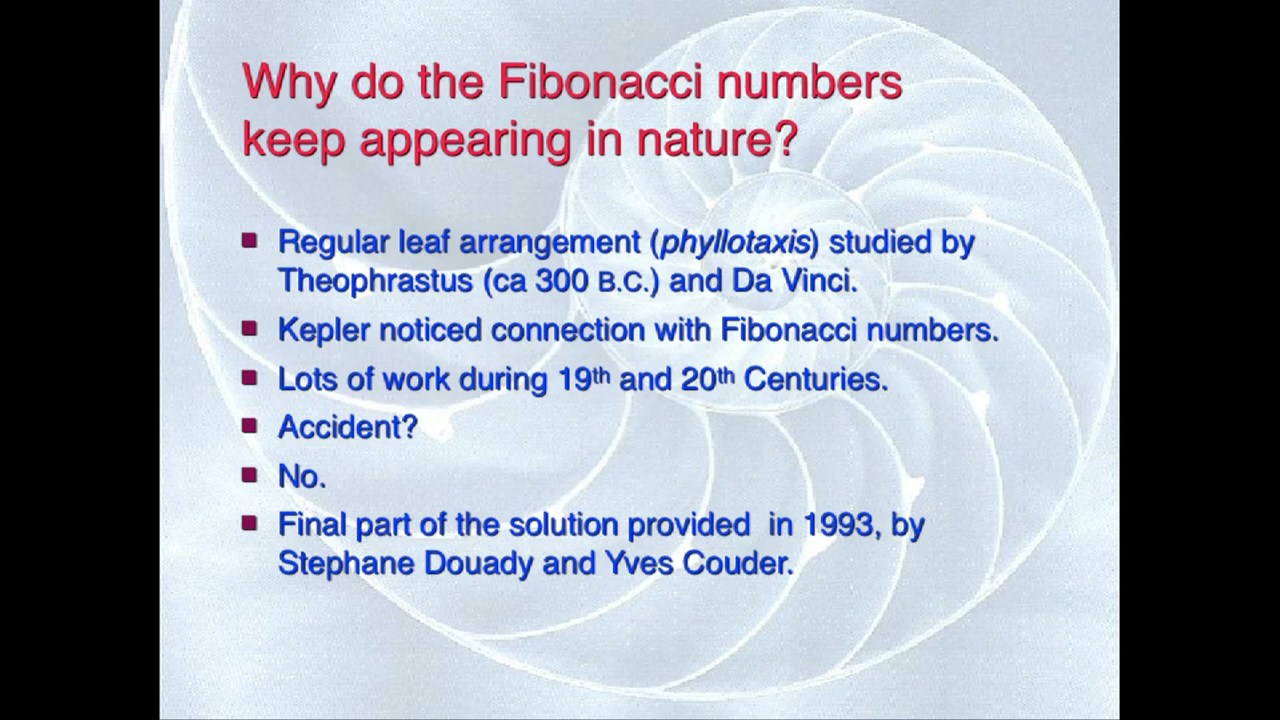 Why do the Fibonacci numbers
keep appearing in nature?
Regular leaf arrangement (phyllotaxis) studied by
Theophrastus (ca 300 B.C.) and Da Vinci.
Kepler noticed connection with Fibonacci numbers.
Lots of work during 19th and 20th Centuries.
Accident?
No.
Final part of the solution provided  in 1993, by
Stephane Douady and Yves Couder.